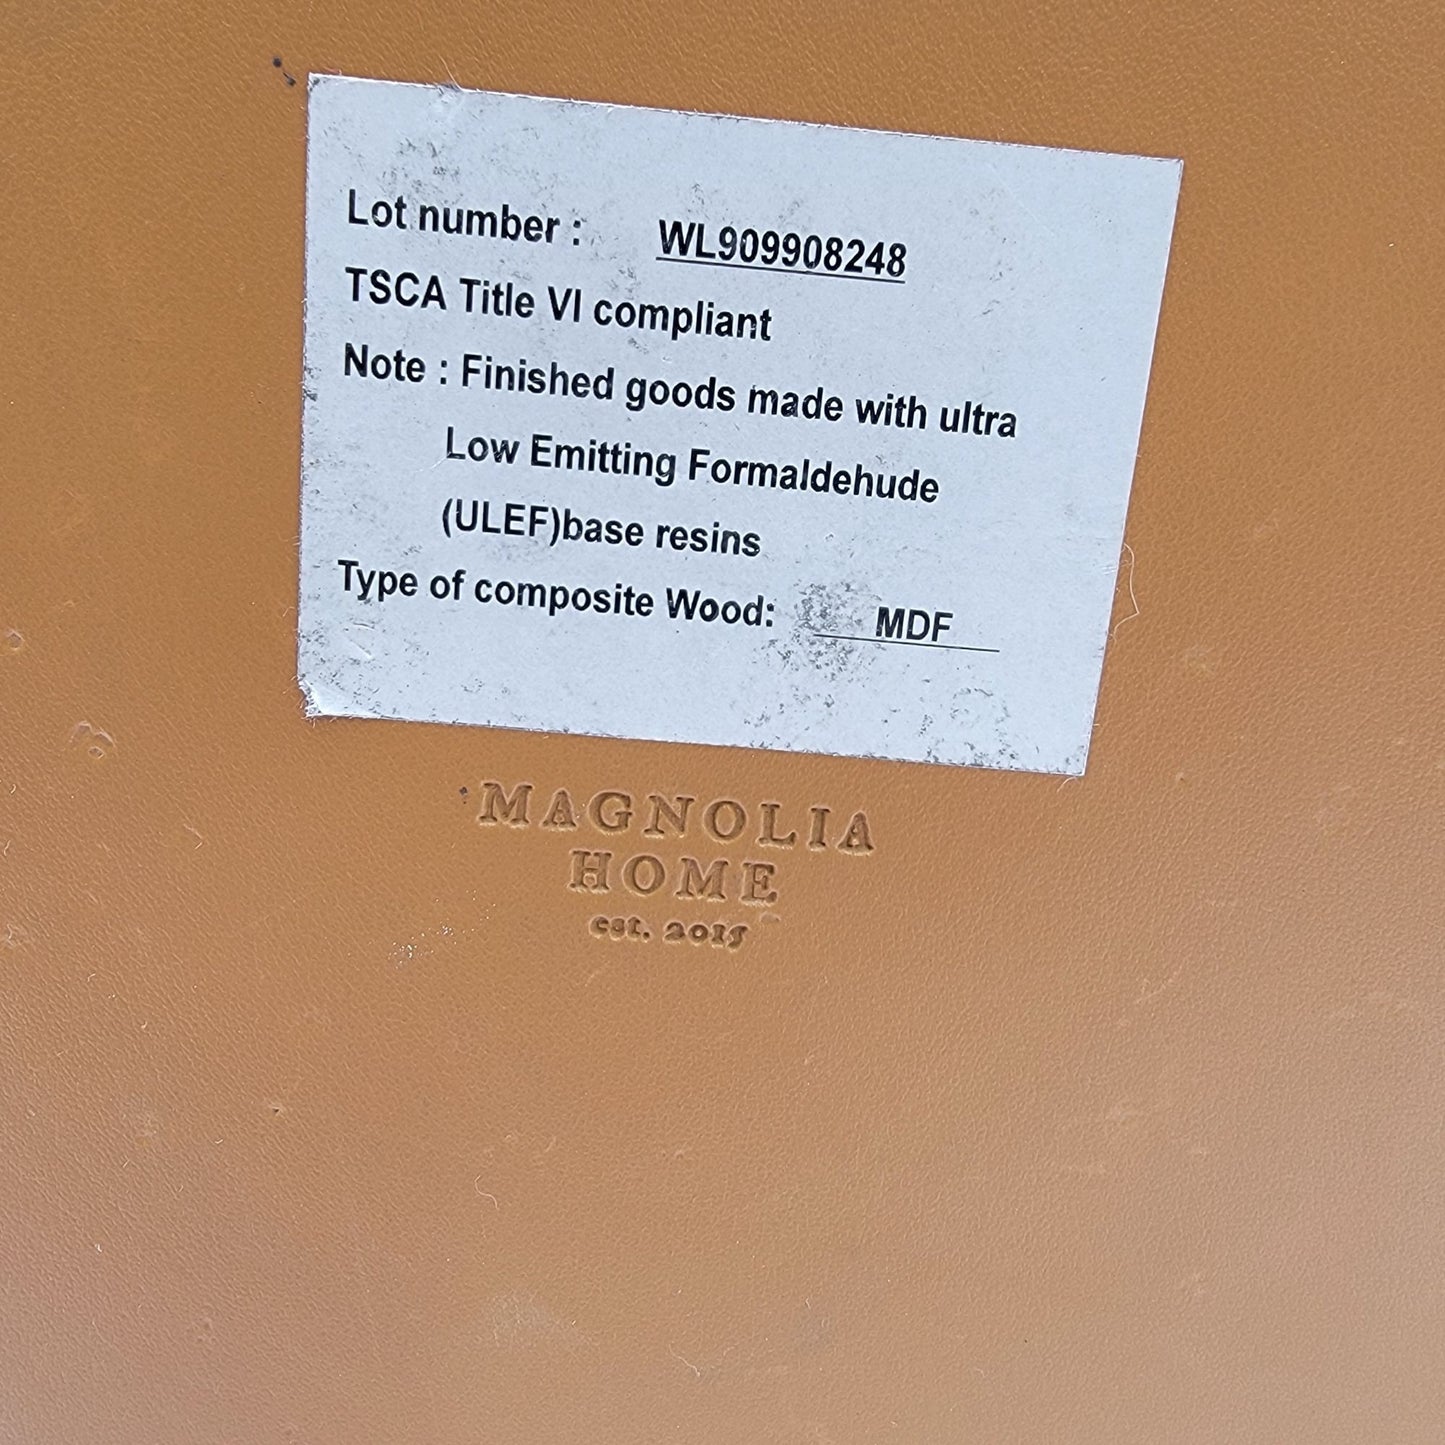 Lot number : WL909908248
TSCA Title VI compliant
Note : Finished goods made with ultra
Low Emitting Formaldehude
(ULEF)base resins
Type of composite Wood: MDF
MAGNOLIA
HOME
est. 2015